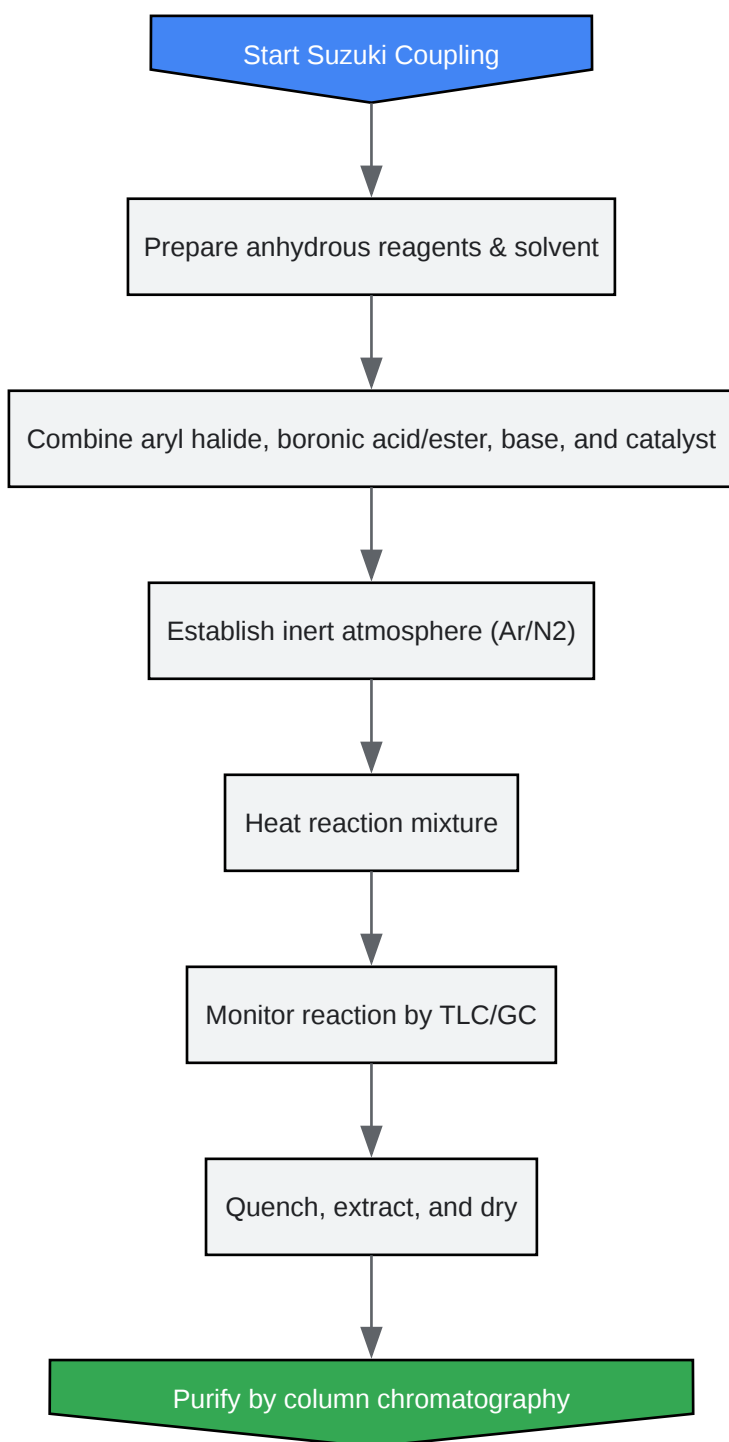 Start Suzuki Coupling
Prepare anhydrous reagents & solvent
Combine aryl halide, boronic acid/ester, base, and catalyst
Establish inert atmosphere (Ar/N2)
Heat reaction mixture
Monitor reaction by TLC/GC
Quench, extract, and dry
Purify by column chromatography